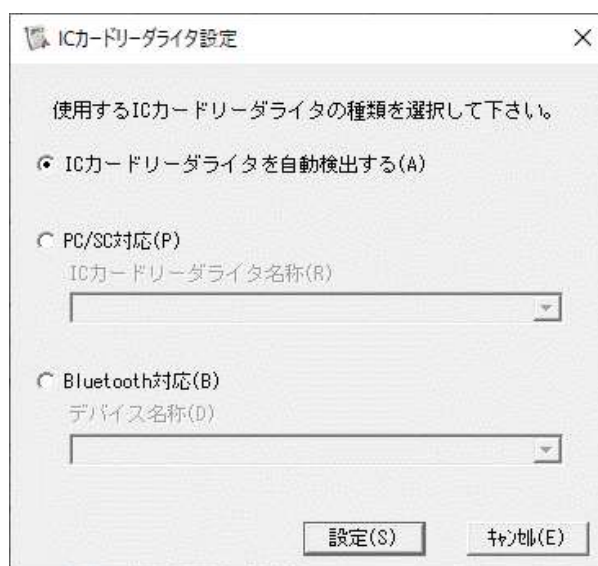 ICカードリーダライタ設定
使用するICカードリーダライタの種類を選択して下さい。
ICカードリーダライタを自動検出する(A)
PC/SC対応(P)
ICカードリーダライタ名称(R)
Bluetooth対応(B)
デバイス名称(D)
設定(S)
ｷｬﾝｾﾙ(E)